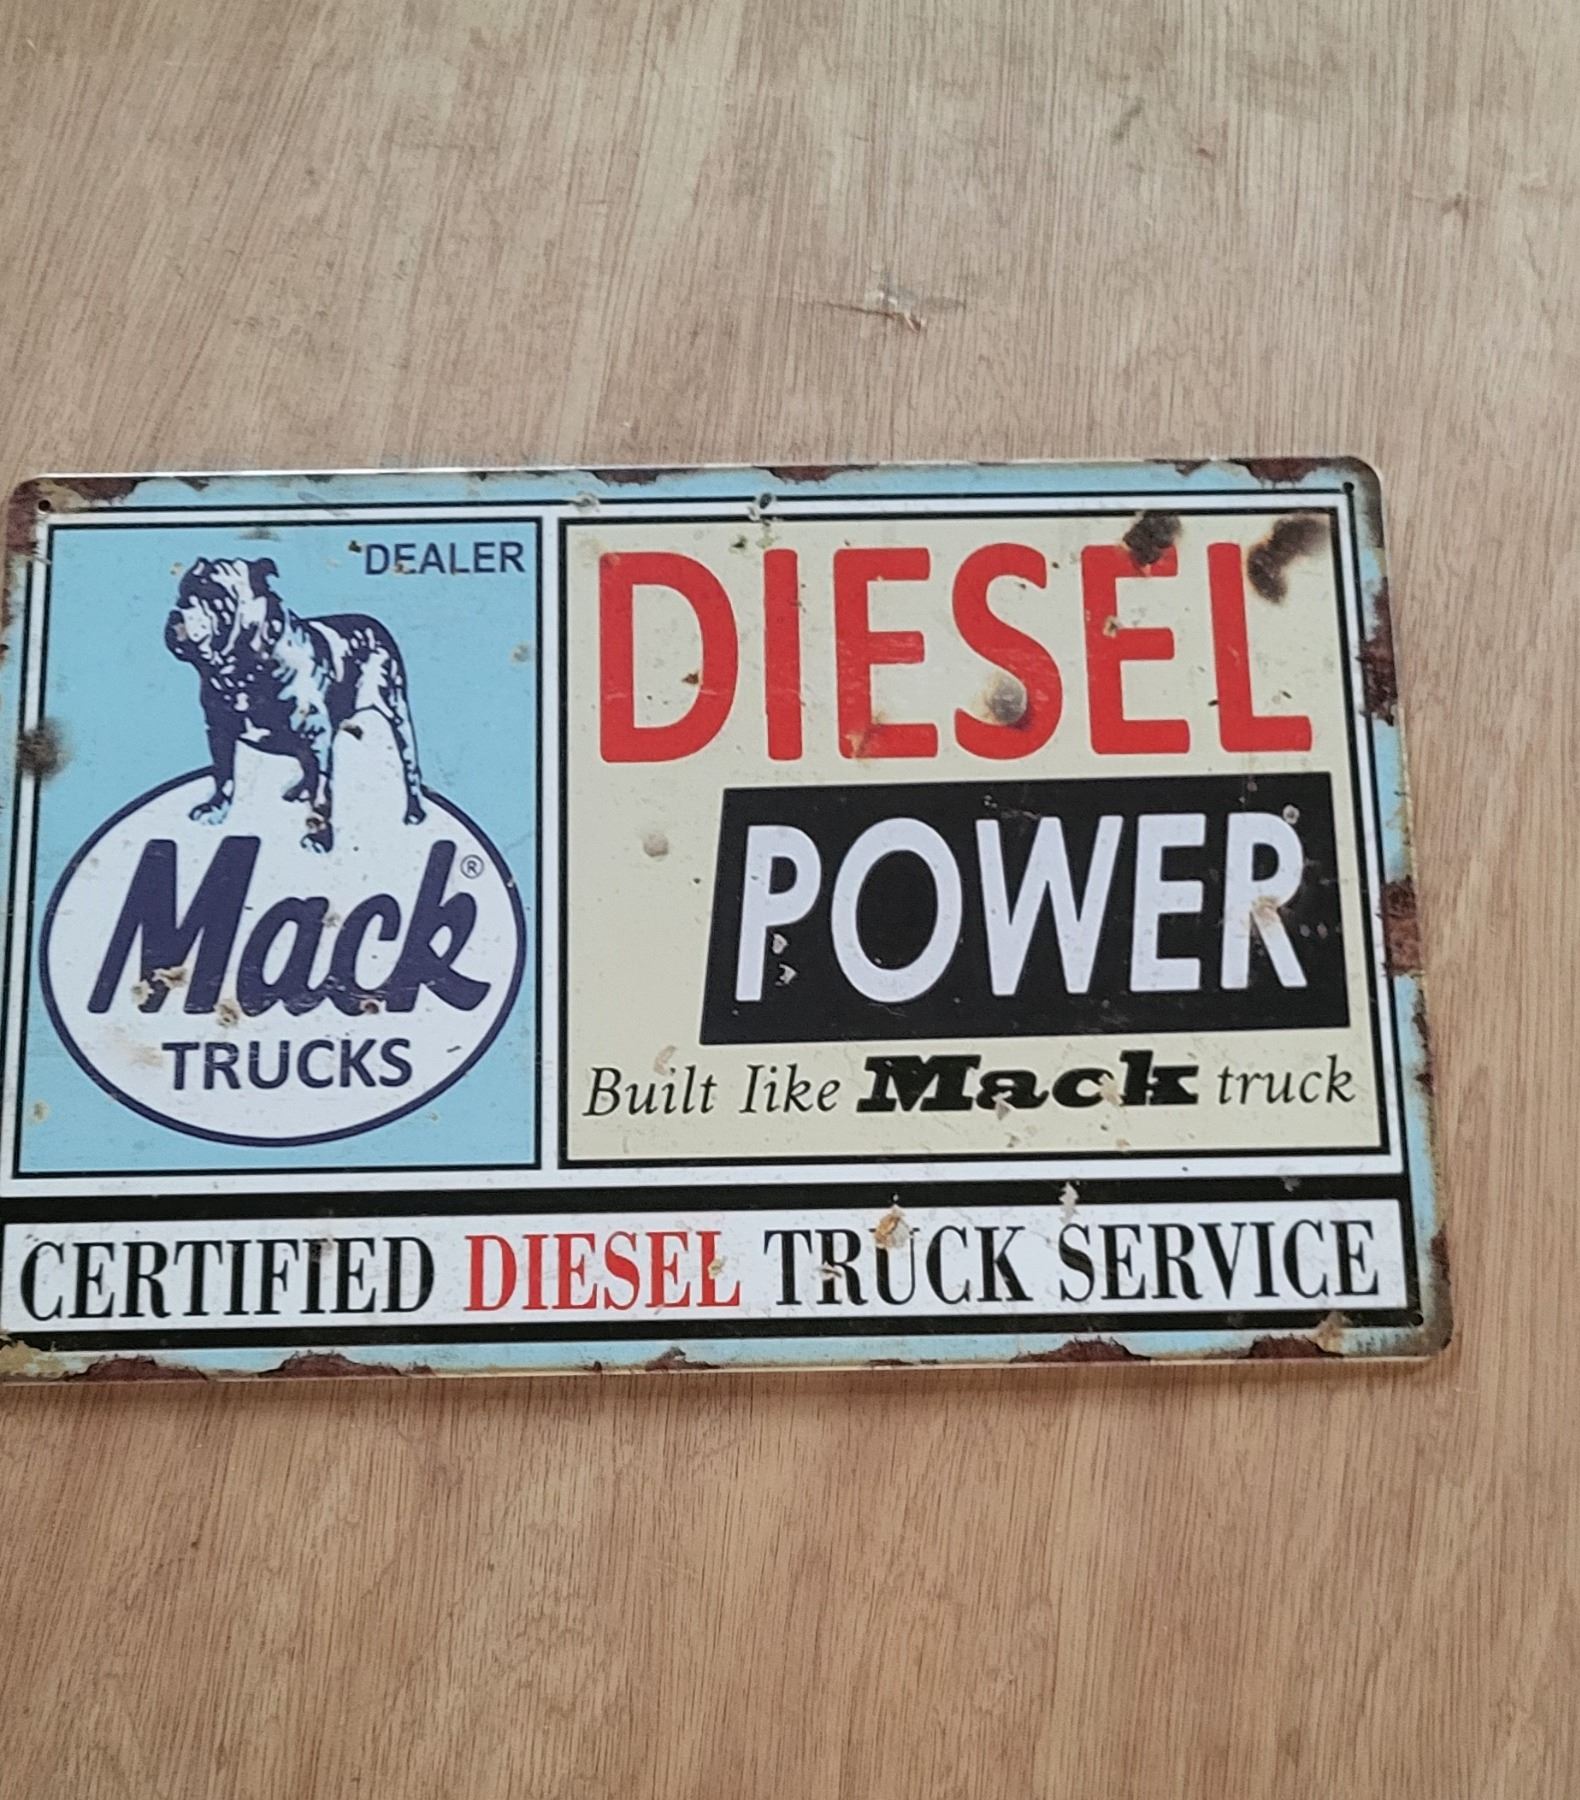 DEALER
Mack®
TRUCKS
DIESEL
POWER
Built like Mack truck
CERTIFIED DIESEL TRUCK SERVICE